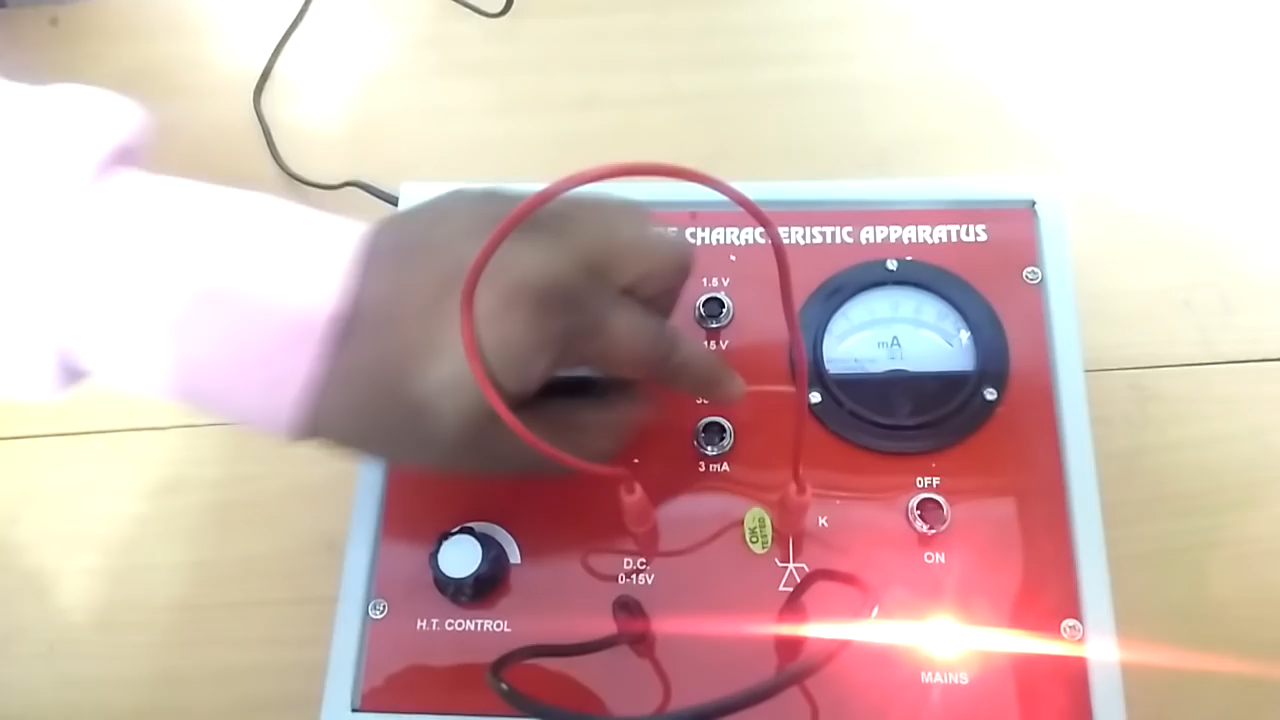 CHARACTERISTIC APPARATUS
1.5 V
15 V
mA
3 mA
OFF
K
OK
TESTED
ON
D.C.
0-15V
H.T. CONTROL
MAINS